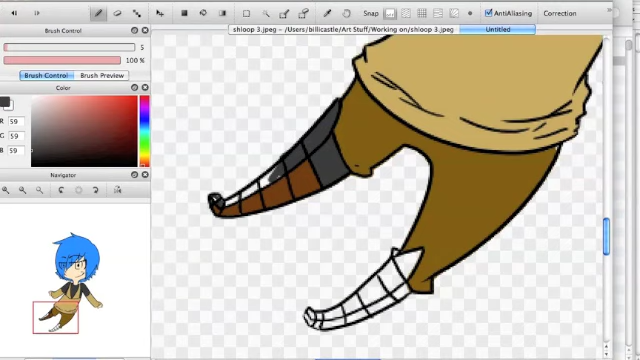 Snap
AntiAliasing
Correction
shloop 3.jpeg – /Users/billicastle/Art Stuff/Working on/shloop 3.jpeg
Untitled
Brush Control
5
100 %
Brush Control
Brush Preview
Color
R
59
G
59
B
59
Navigator